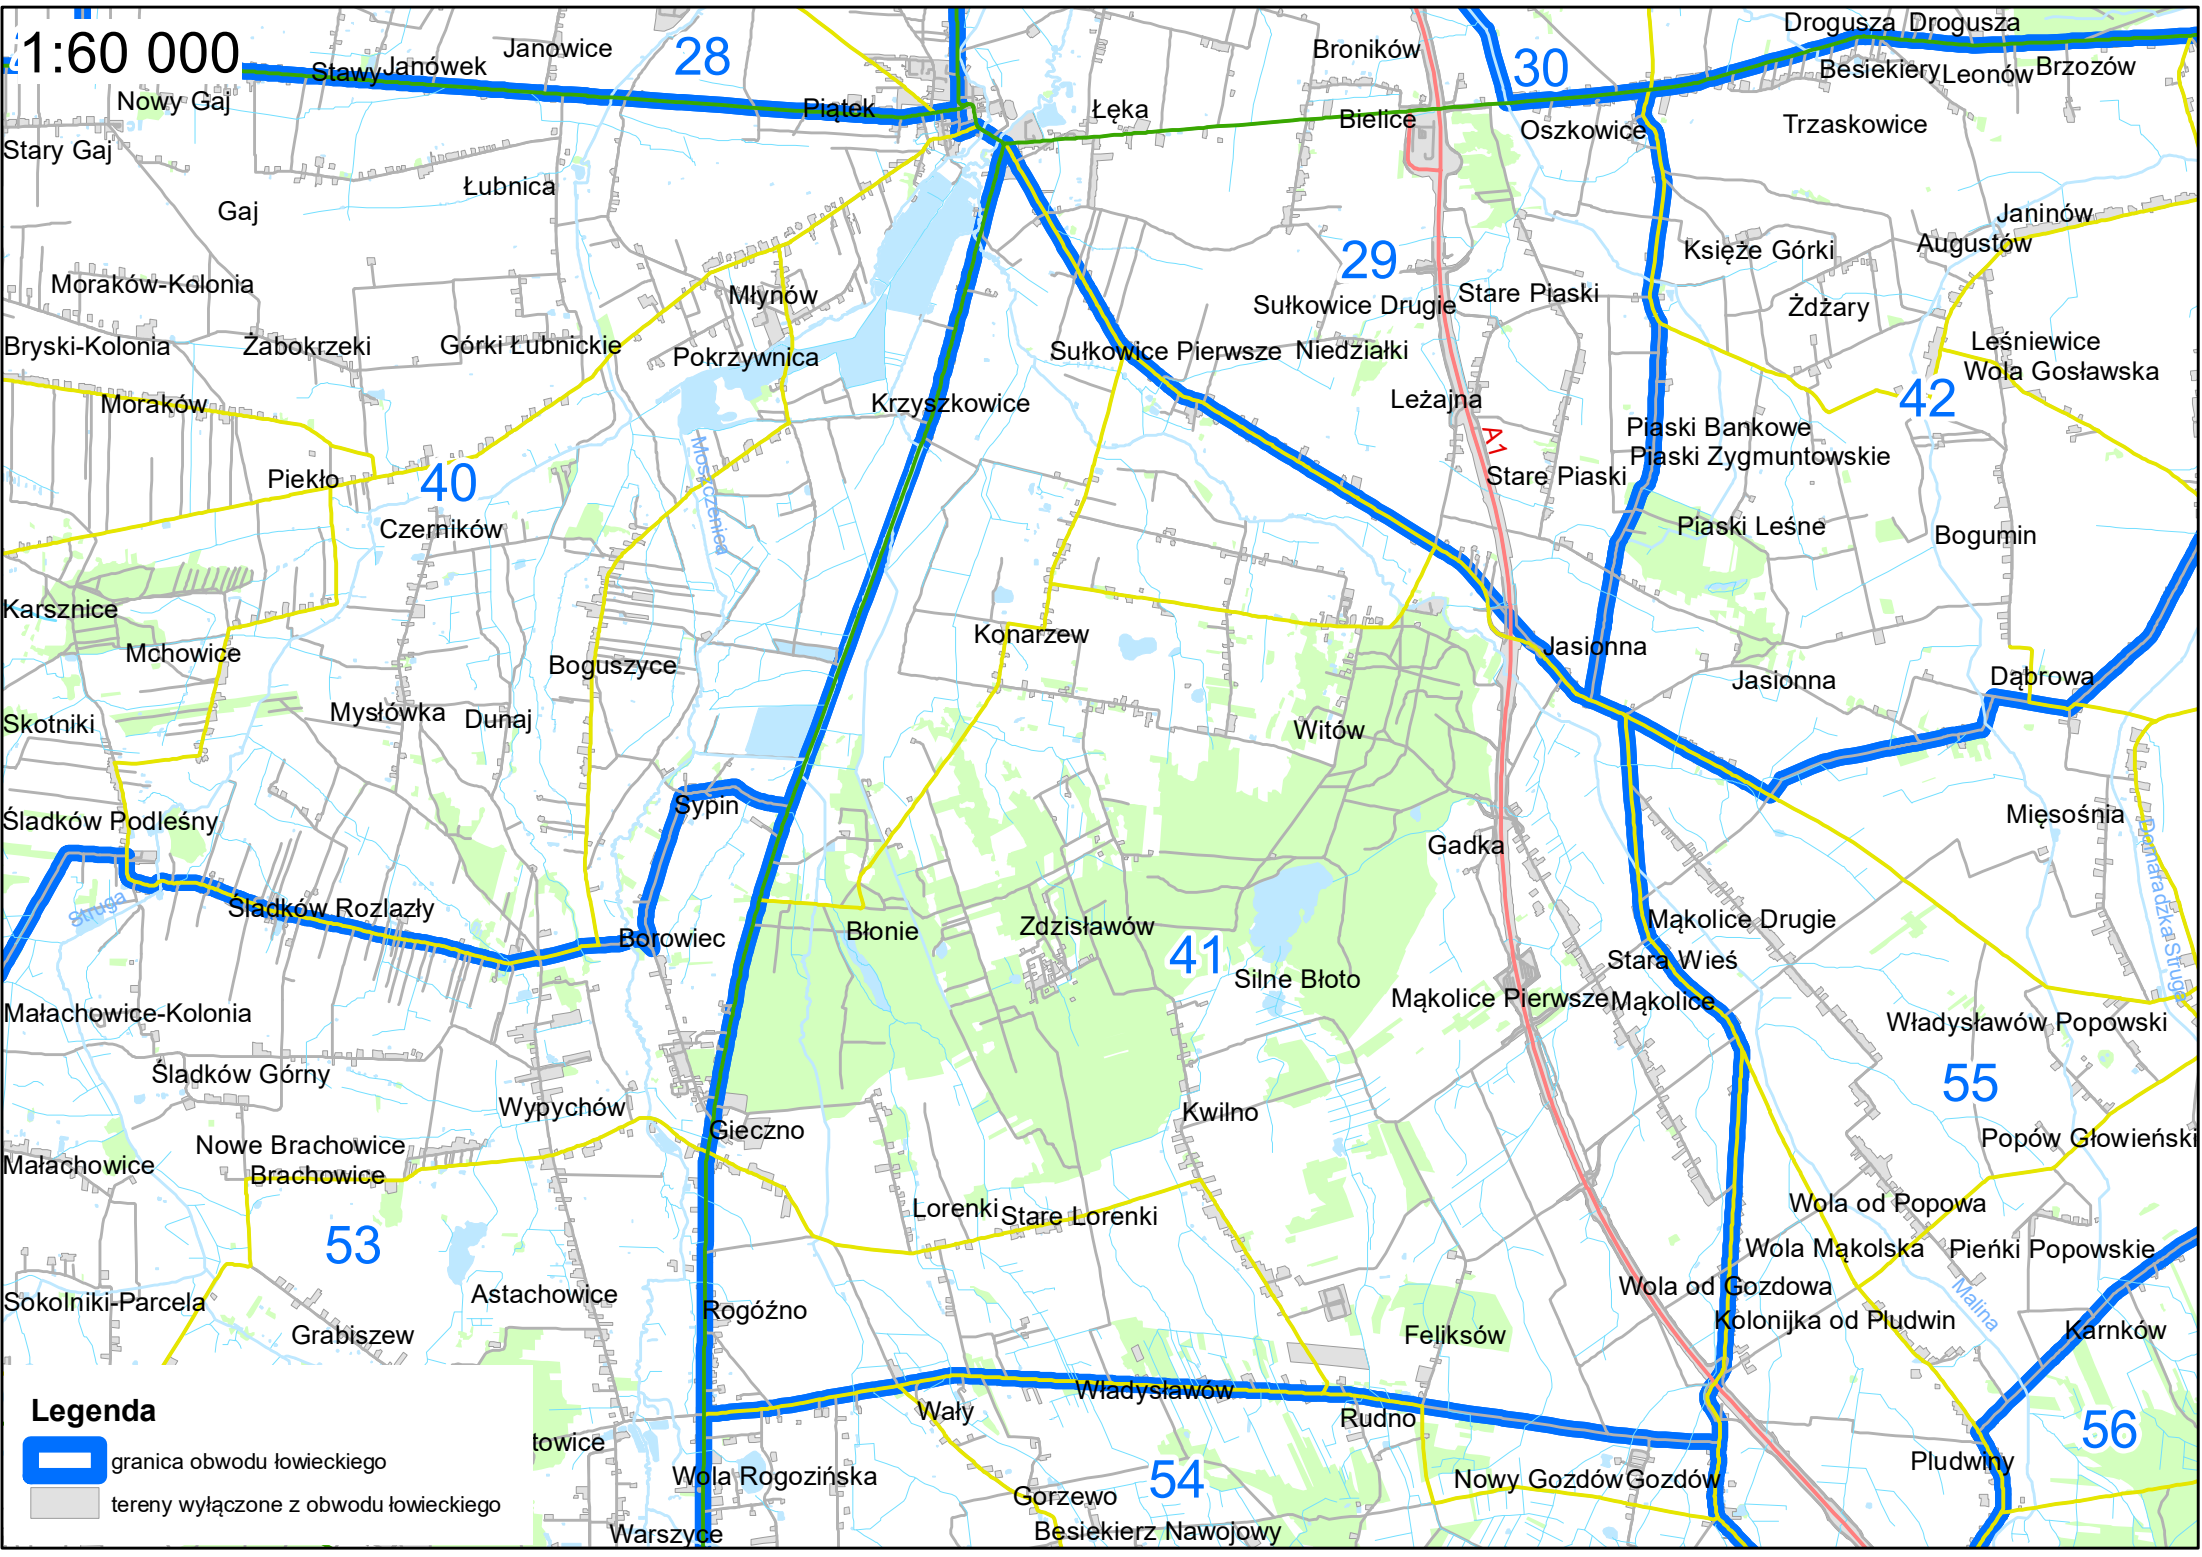 1:60 000
Drogusza Drogusza
Janowice
28
Broników
30
Stawy Janówek
Besiekiery Leonów Brzozów
Nowy Gaj
Piątek
Łęka
Bielice
Oszkowice
Trzaskowice
Stary Gaj
Łubnica
Gaj
Janinów
Augustów
Księże Górki
29
Moraków-Kolonia
Młynów
Sułkowice Drugie
Stare Piaski
Żdżary
Bryski-Kolonia
Żabokrzeki
Górki Łubnickie
Pokrzywnica
Sułkowice Pierwsze
Niedziałki
Leśniewice
Wola Gosławska
Moraków
Krzyszkowice
Leżajna
42
A1
Piaski Bankowe
Piaski Zygmuntowskie
Piekło
40
Moszczenica
Stare Piaski
Czerników
Piaski Leśne
Bogumin
Karsznice
Mchowice
Boguszyce
Konarzew
Jasionna
Jasionna
Dąbrowa
Skotniki
Mysłówka
Dunaj
Witów
Sypin
Śladków Podleśny
Mięsośnia
Gadka
Domaradzka Struga
Struga
Śladków Rozlazły
Borowiec
Błonie
Zdzisławów
41
Silne Błoto
Mąkolice Drugie
Stara Wieś
Mąkolice Pierwsze
Mąkolice
Małachowice-Kolonia
Władysławów Popowski
Śladków Górny
55
Wypychów
Kwilno
Gieczno
Nowe Brachowice
Brachowice
Małachowice
Popów Głowieński
53
Lorenki
Stare Lorenki
Wola od Popowa
Wola Mąkolska
Pieńki Popowskie
Sokolniki-Parcela
Astachowice
Rogóźno
Wola od Gozdowa
Malina
Kolonijka od Pludwin
Grabiszew
Feliksów
Karnków
Legenda
granica obwodu łowieckiego
tereny wyłączone z obwodu łowieckiego
Władysławów
Wały
Rudno
towice
56
Pludwiny
Wola Rogozińska
54
Nowy Gozdów
Gozdów
Gorzewo
Warszyce
Besiekierz Nawojowy